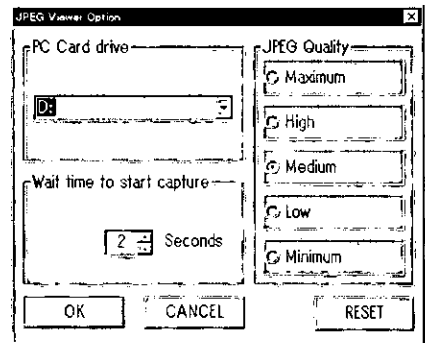 JPEG Viewer Option
PC Card drive
D:
Wait time to start capture
2 Seconds
JPEG Quality
Maximum
High
Medium
Low
Minimum
OK CANCEL RESET